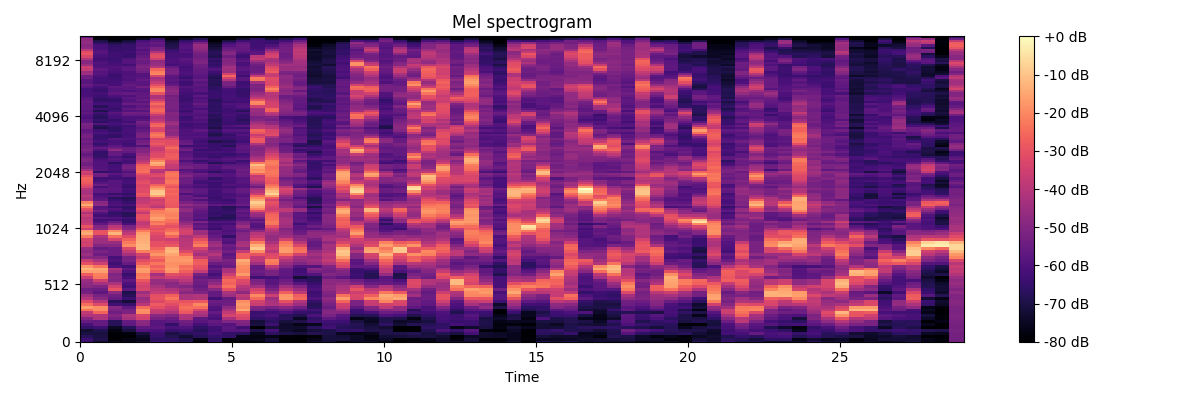 Mel spectrogram
Hz
8192
4096
2048
1024
512
0
0 5 10 15 20 25
Time
+0 dB
-10 dB
-20 dB
-30 dB
-40 dB
-50 dB
-60 dB
-70 dB
-80 dB